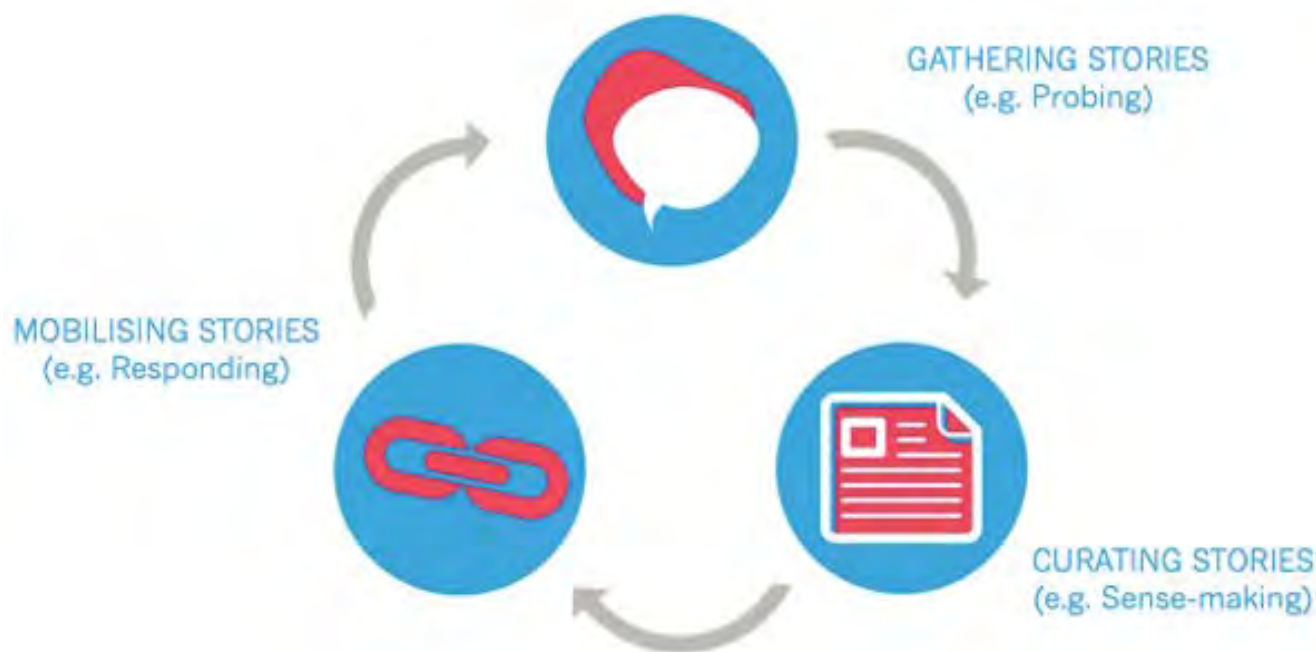 GATHERING STORIES
(e.g. Probing)
MOBILISING STORIES
(e.g. Responding)
CURATING STORIES
(e.g. Sense-making)